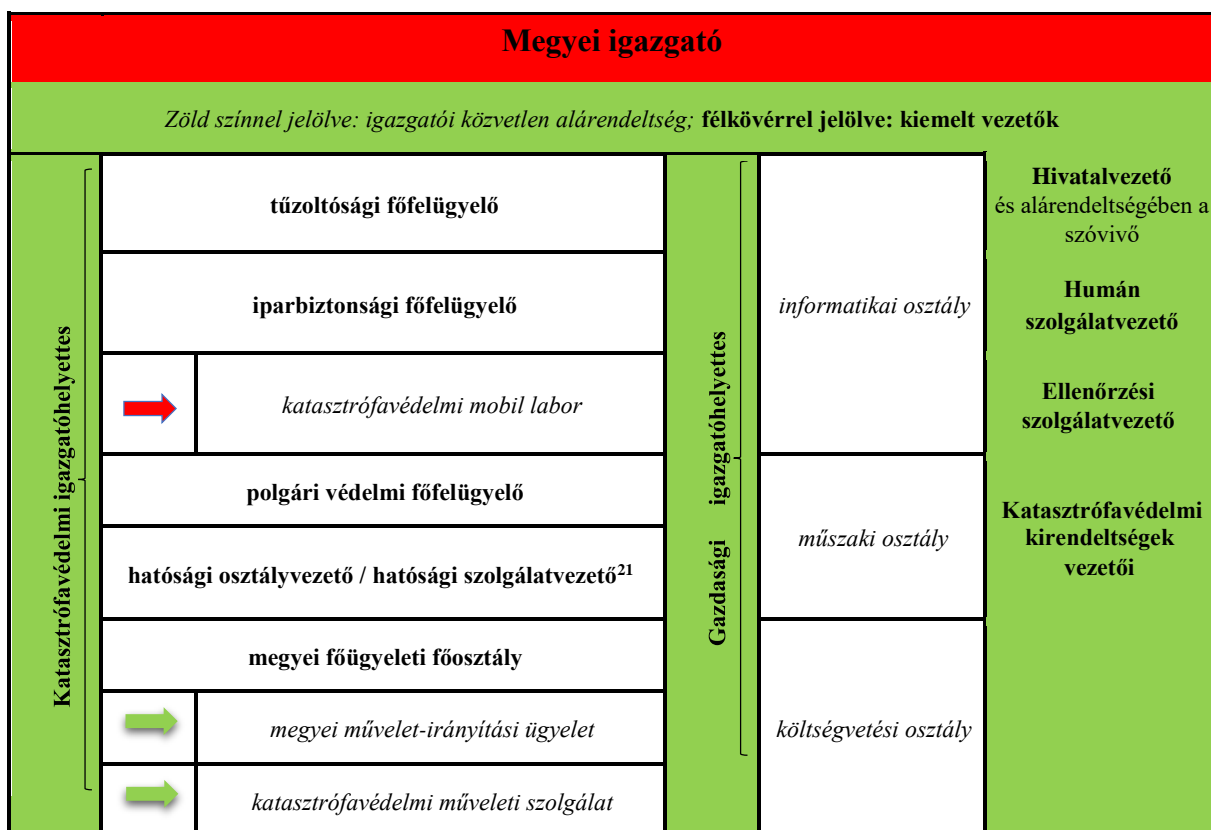 Megyei igazgató
Zöld színnel jelölve: igazgatói közvetlen alárendeltség; félkövérrel jelölve: kiemelt vezetők
Katasztrófavédelmi igazgatóhelyettes
tűzoltósági főfelügyelő
iparbiztonsági főfelügyelő
katasztrófavédelmi mobil labor
polgári védelmi főfelügyelő
hatósági osztályvezető / hatósági szolgálatvezető²¹
megyei főügyeleti főosztály
megyei művelet-irányítási ügyelet
katasztrófavédelmi műveleti szolgálat
Gazdasági igazgatóhelyettes
informatikai osztály
műszaki osztály
költségvetési osztály
Hivatalvezető
és alárendeltségében a
szóvivő
Humán
szolgálatvezető
Ellenőrzési
szolgálatvezető
Katasztrófavédelmi
kirendeltségek
vezetői